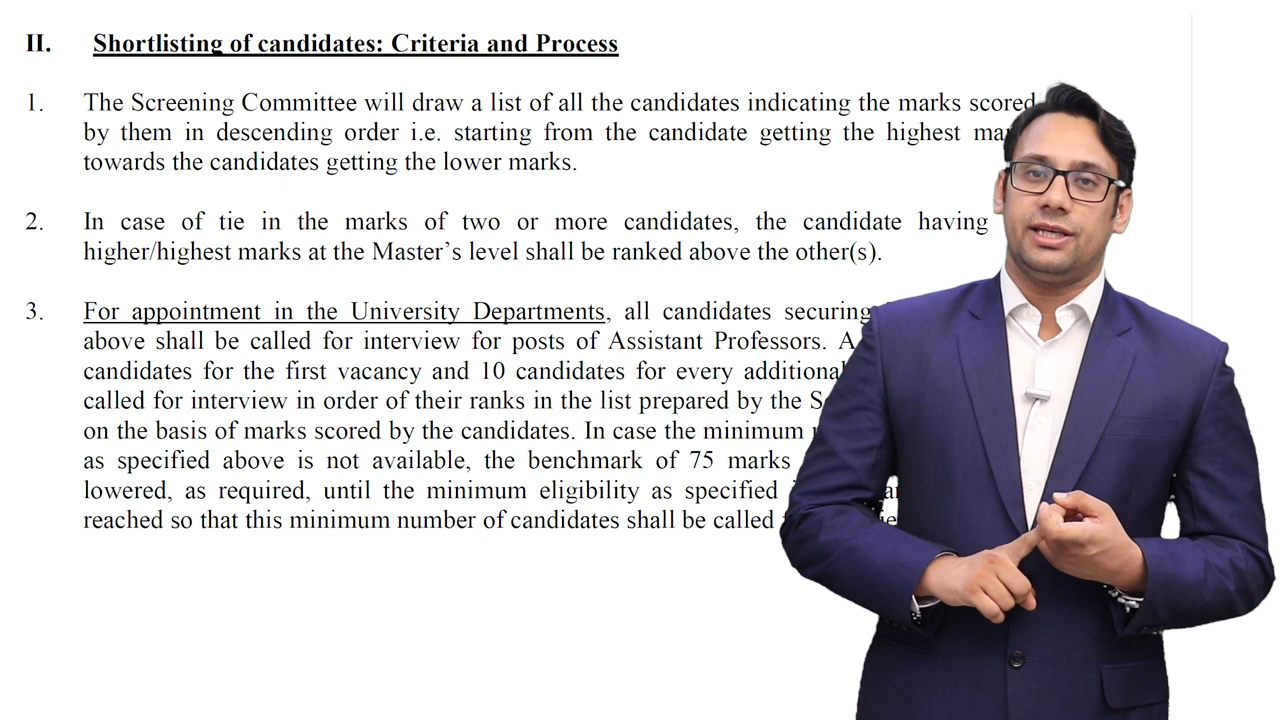 II. Shortlisting of candidates: Criteria and Process
1. The Screening Committee will draw a list of all the candidates indicating the marks scored
by them in descending order i.e. starting from the candidate getting the highest
towards the candidates getting the lower marks.
2. In case of tie in the marks of two or more candidates, the candidate having
higher/highest marks at the Master's level shall be ranked above the other(s).
3. For appointment in the University Departments, all candidates securing
above shall be called for interview for posts of Assistant Professors.
candidates for the first vacancy and 10 candidates for every additional
called for interview in order of their ranks in the list prepared by the
on the basis of marks scored by the candidates. In case the minimum
as specified above is not available, the benchmark of 75 marks
lowered, as required, until the minimum eligibility as specified
reached so that this minimum number of candidates shall be called